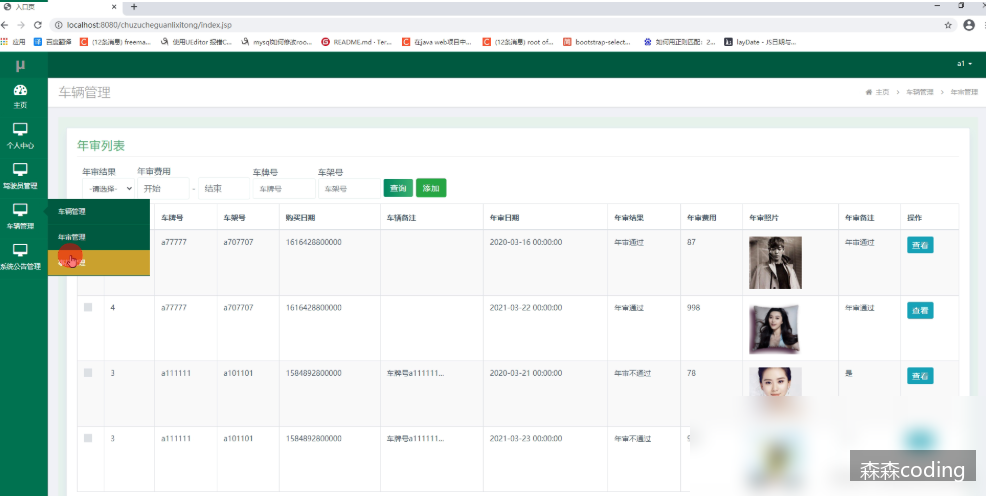 入口页
localhost:8080/chuzucheguanlixitong/index.jsp
应用 百度翻译 (12条消息) freema... 使用UEditor 报错C... mysql如何修改roo... README.md · Ter... 在java web项目中... (12条消息) root of... bootstrap-select... 如何用正则匹配：2... layDate - JS日期与...
μ a1
主页
个人中心
驾驶员管理
车辆管理
系统公告管理
车辆管理
年审管理
车辆管理
主页 > 车辆管理 > 年审管理
年审列表
年审结果 年审费用 车牌号 车架号
-请选择- 开始 - 结束 车牌号 车架号 查询 添加
车牌号 车架号 购买日期 车辆备注 年审日期 年审结果 年审费用 年审照片 年审备注 操作
a77777 a707707 1616428800000 2020-03-16 00:00:00 年审通过 87 年审通过 查看
4 a77777 a707707 1616428800000 2021-03-22 00:00:00 年审通过 998 年审通过 查看
3 a111111 a101101 1584892800000 车牌号a111111... 2020-03-21 00:00:00 年审不通过 78 是 查看
3 a111111 a101101 1584892800000 车牌号a111111... 2021-03-23 00:00:00 年审不通过
森森coding